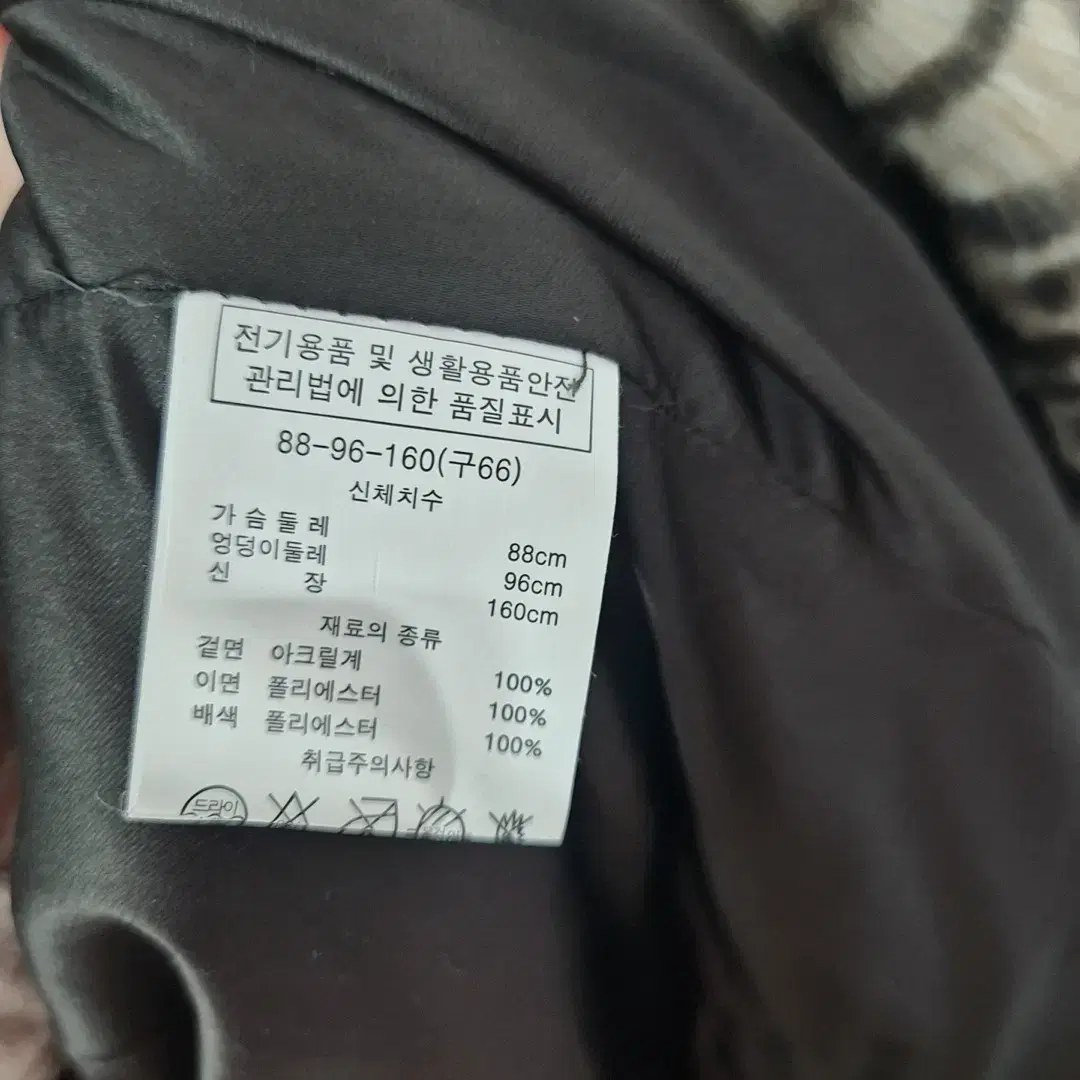 전기용품 및 생활용품안전
관리법에 의한 품질표시
88-96-160(구66)
신체치수
가슴둘레 88cm
엉덩이둘레 96cm
신 장 160cm
재료의 종류
겉면 아크릴계 100%
이면 폴리에스터 100%
배색 폴리에스터 100%
취급주의사항
드라이